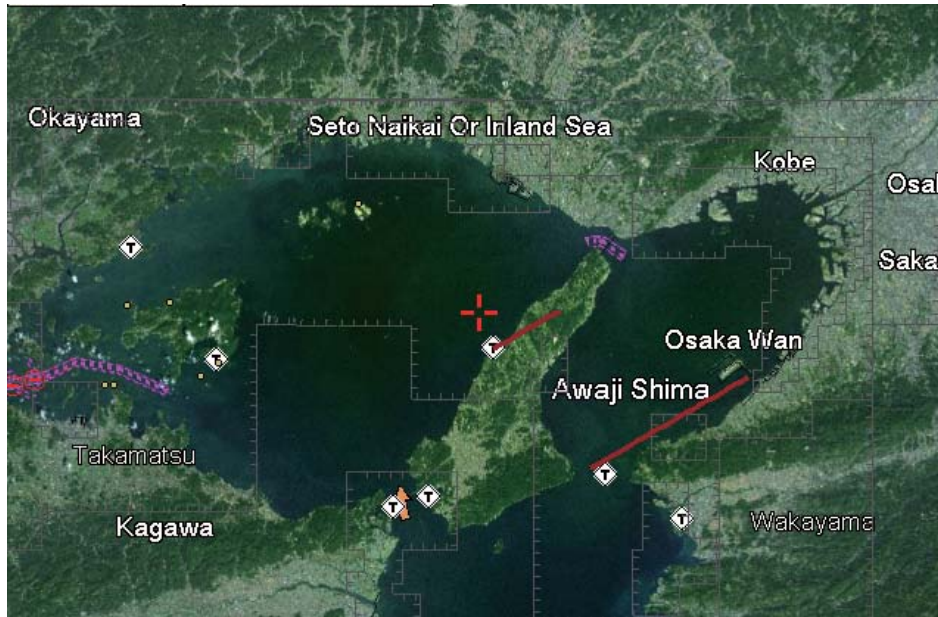 Okayama
Seto Naikai Or Inland Sea
Kobe
Osal
Saka
T
T
T
Osaka Wan
Awaji Shima
Takamatsu
T
T
T
T
Kagawa
Wakayama